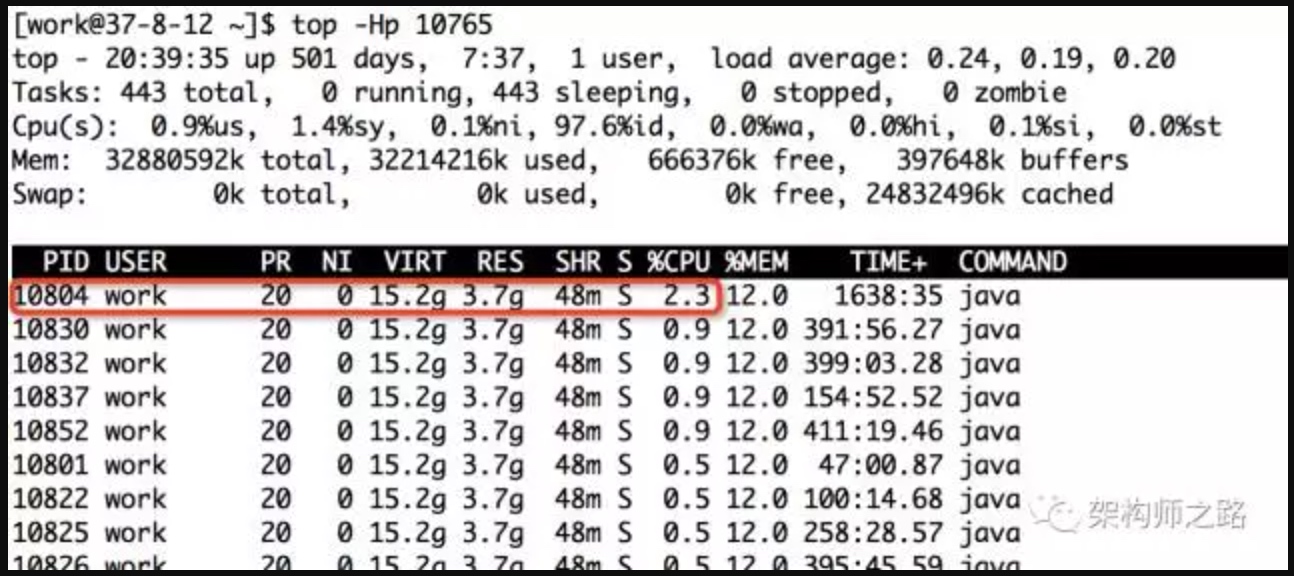 [work@37-8-12 ~]$ top -Hp 10765
top - 20:39:35 up 501 days,  7:37,  1 user,  load average: 0.24, 0.19, 0.20
Tasks: 443 total,   0 running, 443 sleeping,   0 stopped,   0 zombie
Cpu(s):  0.9%us,  1.4%sy,  0.1%ni, 97.6%id,  0.0%wa,  0.0%hi,  0.1%si,  0.0%st
Mem:  32880592k total, 32214216k used,   666376k free,   397648k buffers
Swap:        0k total,        0k used,        0k free, 24832496k cached
PID USER      PR  NI  VIRT  RES  SHR S %CPU %MEM    TIME+  COMMAND
10804 work      20   0 15.2g 3.7g  48m S  2.3 12.0   1638:35 java
10830 work      20   0 15.2g 3.7g  48m S  0.9 12.0 391:56.27 java
10832 work      20   0 15.2g 3.7g  48m S  0.9 12.0 399:03.28 java
10837 work      20   0 15.2g 3.7g  48m S  0.9 12.0 154:52.52 java
10852 work      20   0 15.2g 3.7g  48m S  0.9 12.0 411:19.46 java
10801 work      20   0 15.2g 3.7g  48m S  0.5 12.0  47:00.87 java
10822 work      20   0 15.2g 3.7g  48m S  0.5 12.0 100:14.68 java
10825 work      20   0 15.2g 3.7g  48m S  0.5 12.0 258:28.57 java
10826 work      20   0 15.2g 3.7g  48m S  0.5 12.0 395:45.59 java
架构师之路